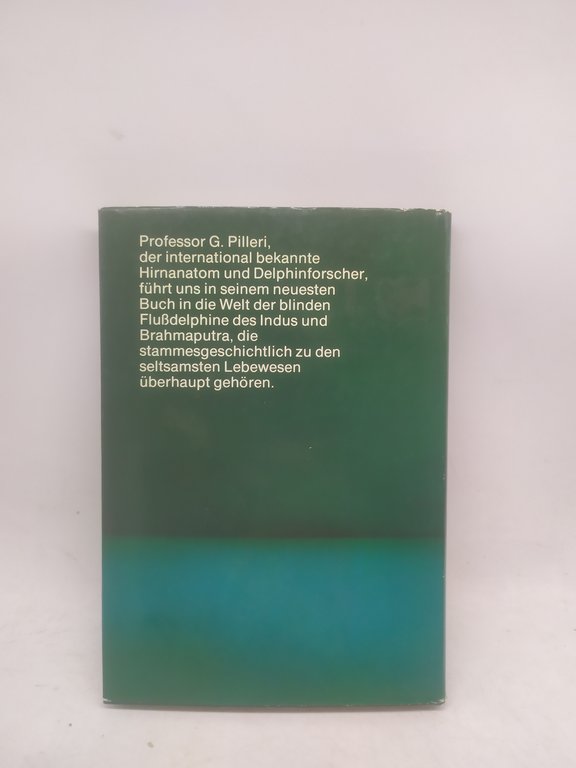 Professor G. Pilleri,
der international bekannte
Hirnanatom und Delphinforscher,
führt uns in seinem neuesten
Buch in die Welt der blinden
Flußdelphine des Indus und
Brahmaputra, die
stammesgeschichtlich zu den
seltsamsten Lebewesen
überhaupt gehören.